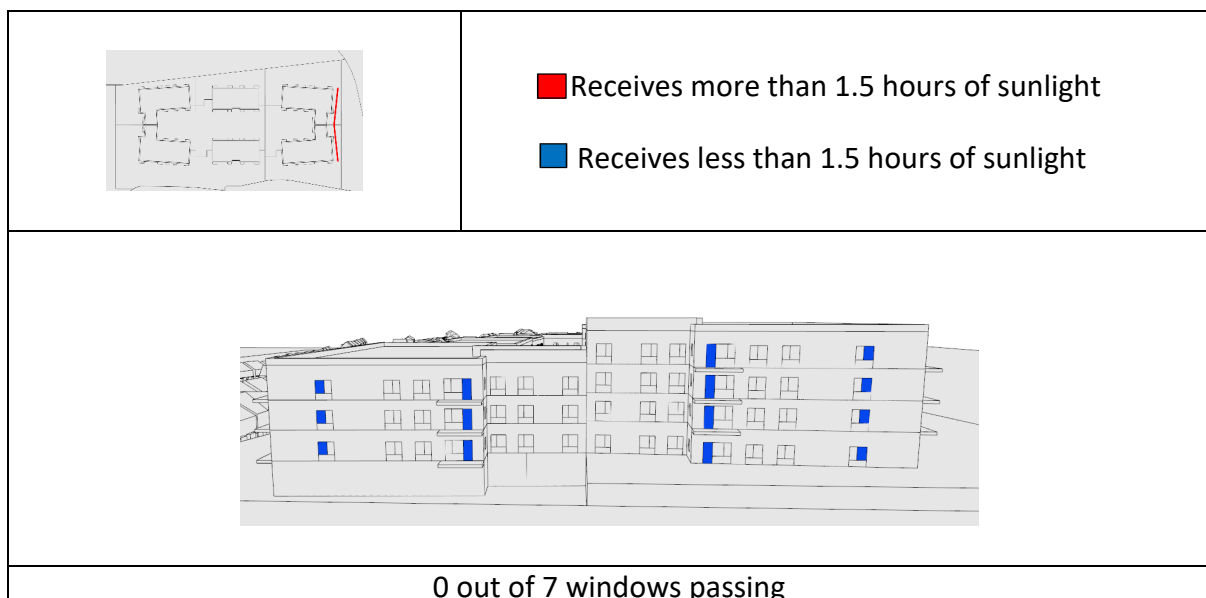 Receives more than 1.5 hours of sunlight
Receives less than 1.5 hours of sunlight
0 out of 7 windows passing